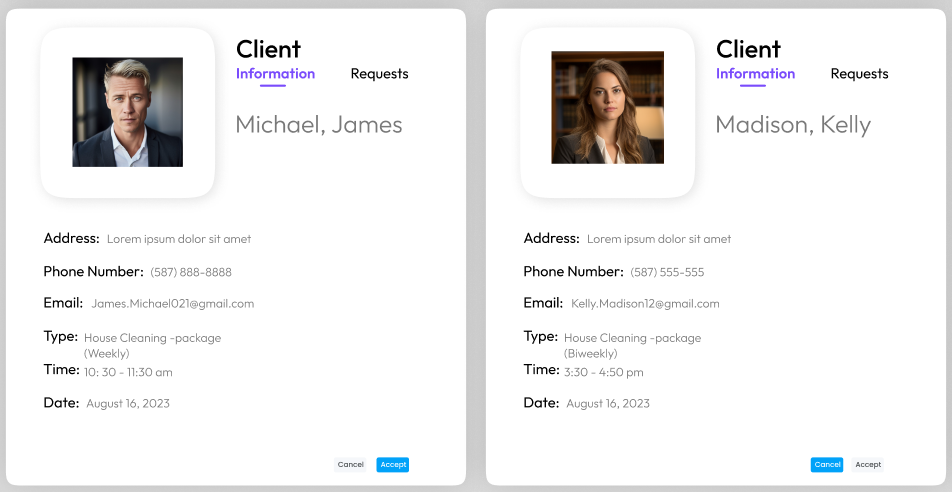 Client
Information Requests
Michael, James
Address: Lorem ipsum dolor sit amet
Phone Number: (587) 888-8888
Email: James.Michael021@gmail.com
Type: House Cleaning -package
(Weekly)
Time: 10: 30 - 11:30 am
Date: August 16, 2023
Cancel Accept
Client
Information Requests
Madison, Kelly
Address: Lorem ipsum dolor sit amet
Phone Number: (587) 555-555
Email: Kelly.Madison12@gmail.com
Type: House Cleaning -package
(Biweekly)
Time: 3:30 - 4:50 pm
Date: August 16, 2023
Cancel Accept